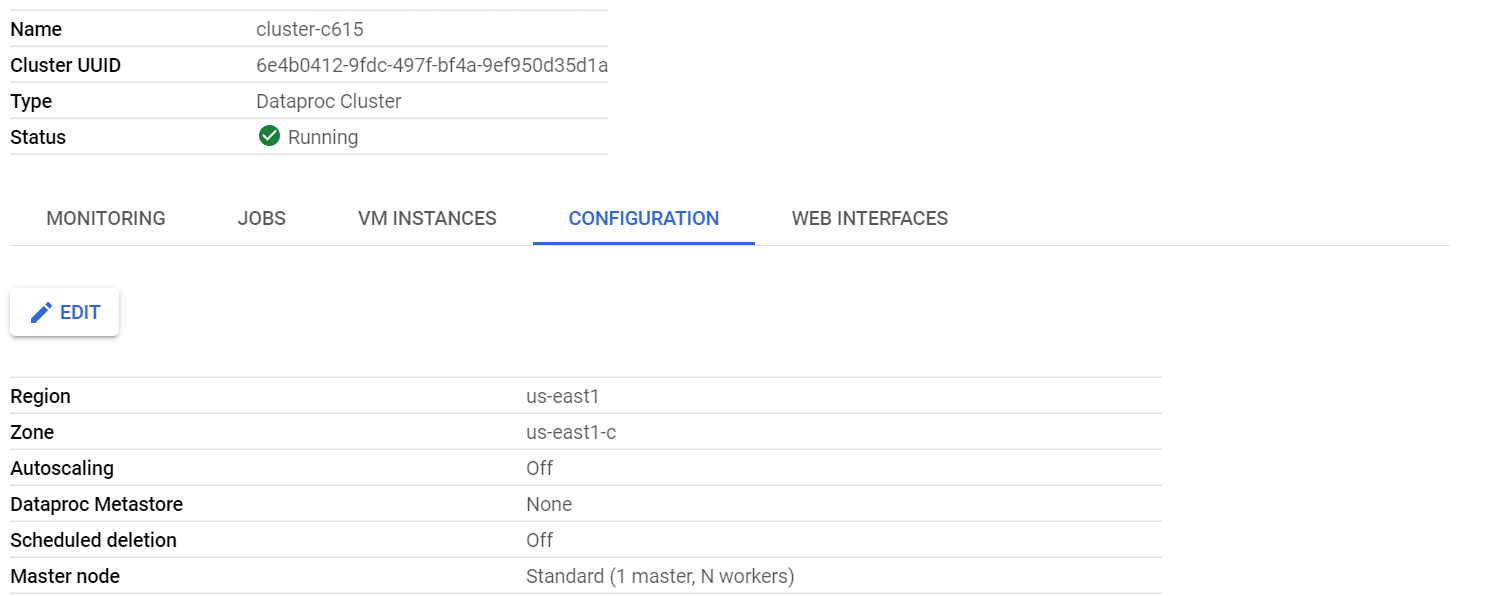 Name cluster-c615
Cluster UUID 6e4b0412-9fdc-497f-bf4a-9ef950d35d1a
Type Dataproc Cluster
Status Running
MONITORING JOBS VM INSTANCES CONFIGURATION WEB INTERFACES
EDIT
Region us-east1
Zone us-east1-c
Autoscaling Off
Dataproc Metastore None
Scheduled deletion Off
Master node Standard (1 master, N workers)